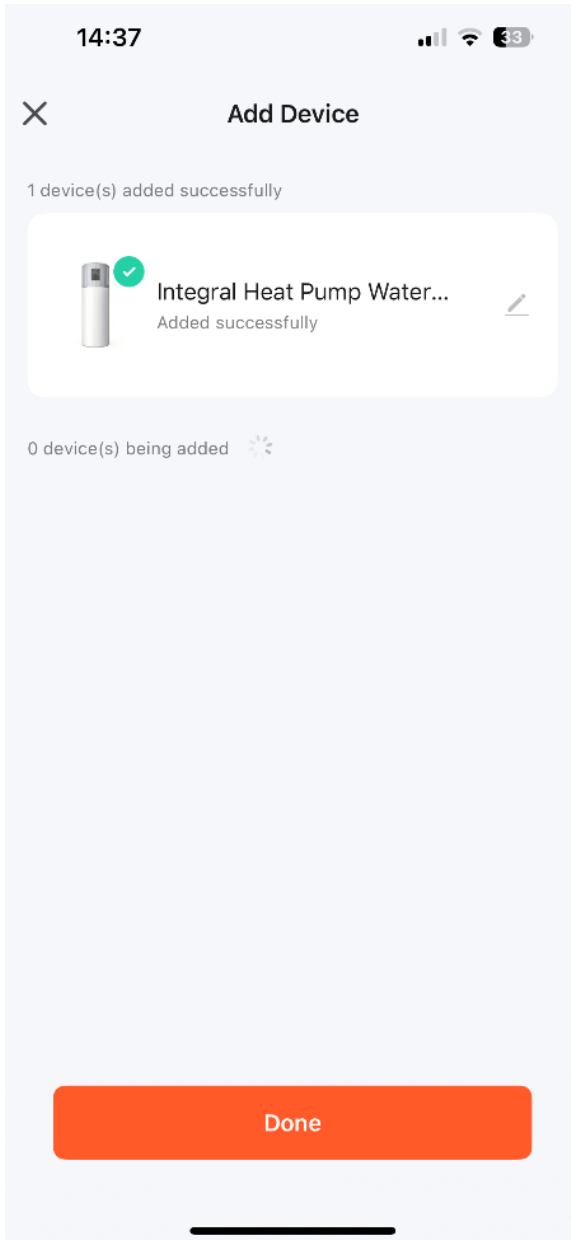 14:37
33
Add Device
1 device(s) added successfully
Integral Heat Pump Water...
Added successfully
0 device(s) being added
Done